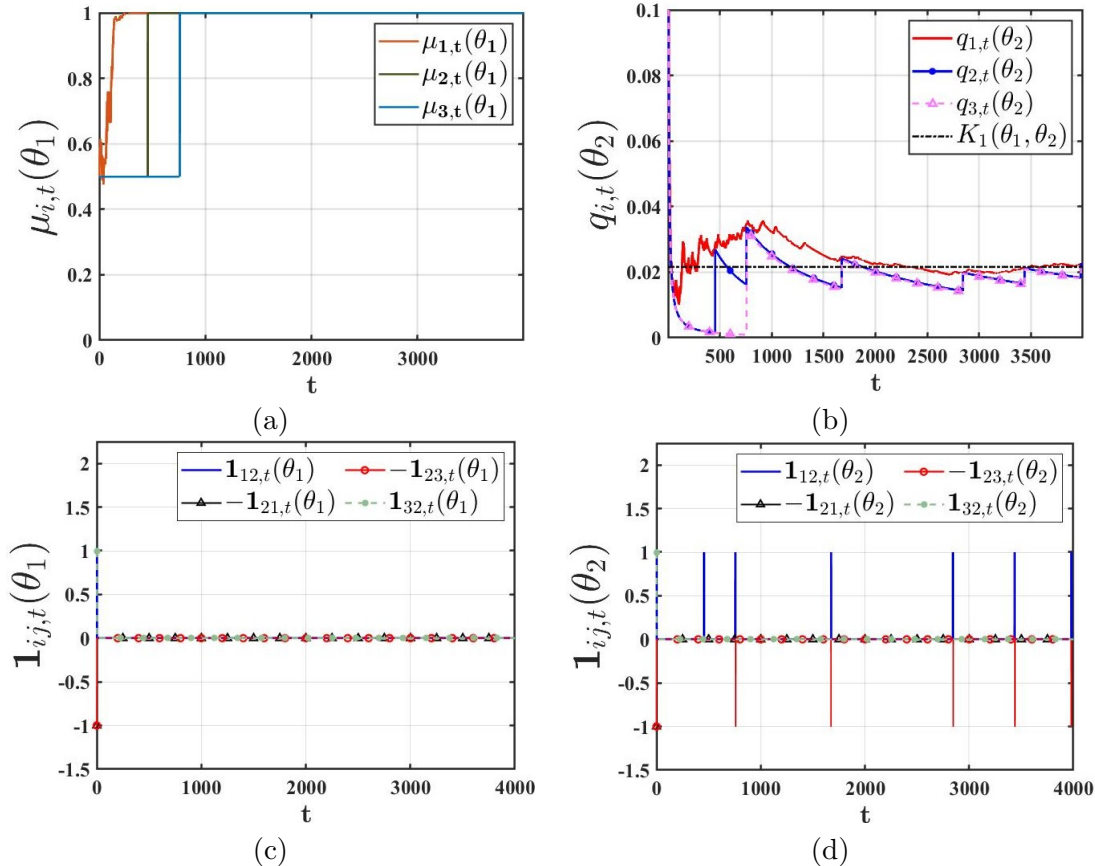 μ_{i,t}(θ_1)
1
0.8
0.6
0.4
0.2
0
0 1000 2000 3000
t
μ_{1,t}(θ_1)
μ_{2,t}(θ_1)
μ_{3,t}(θ_1)
(a)
q_{i,t}(θ_2)
0.1
0.08
0.06
0.04
0.02
0
500 1000 1500 2000 2500 3000 3500
t
q_{1,t}(θ_2)
q_{2,t}(θ_2)
q_{3,t}(θ_2)
K_1(θ_1, θ_2)
(b)
1_{ij,t}(θ_1)
2
1.5
1
0.5
0
-0.5
-1
-1.5
0 1000 2000 3000 4000
t
1_{12,t}(θ_1) −1_{23,t}(θ_1)
−1_{21,t}(θ_1) 1_{32,t}(θ_1)
(c)
1_{ij,t}(θ_2)
2
1.5
1
0.5
0
-0.5
-1
-1.5
0 1000 2000 3000 4000
t
1_{12,t}(θ_2) −1_{23,t}(θ_2)
−1_{21,t}(θ_2) 1_{32,t}(θ_2)
(d)